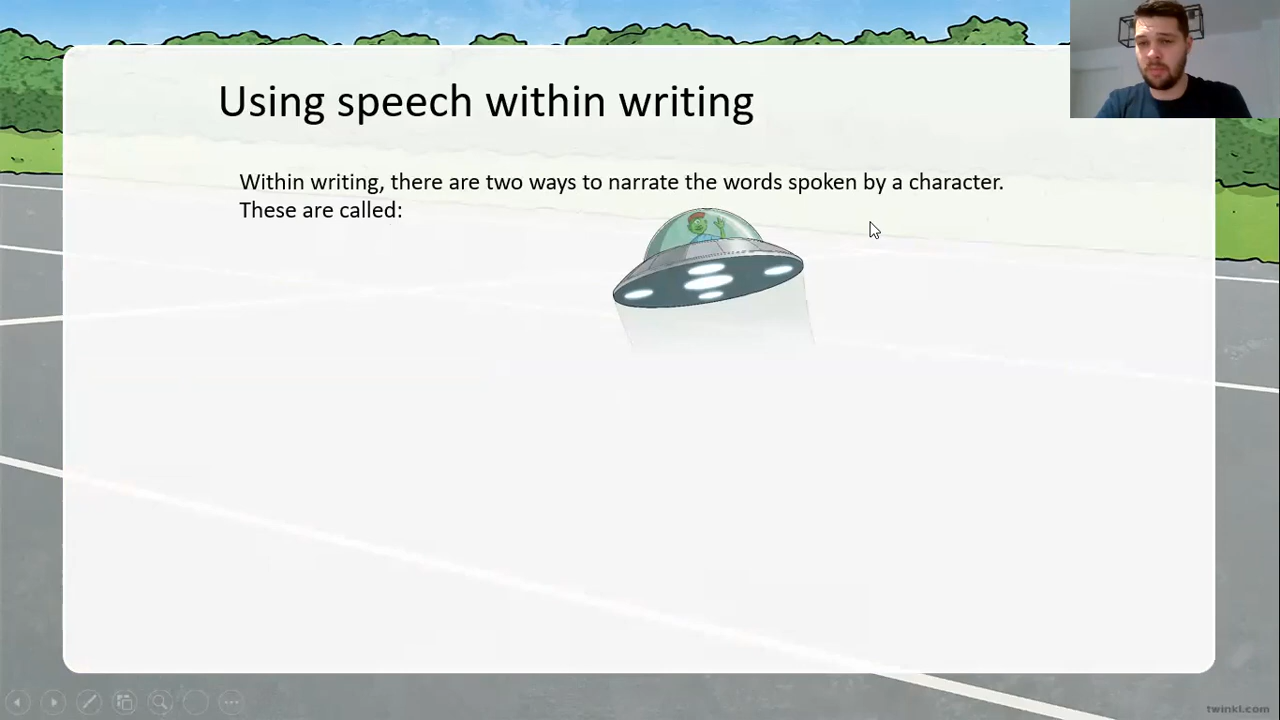 Using speech within writing
Within writing, there are two ways to narrate the words spoken by a character.
These are called:
twinkl.com